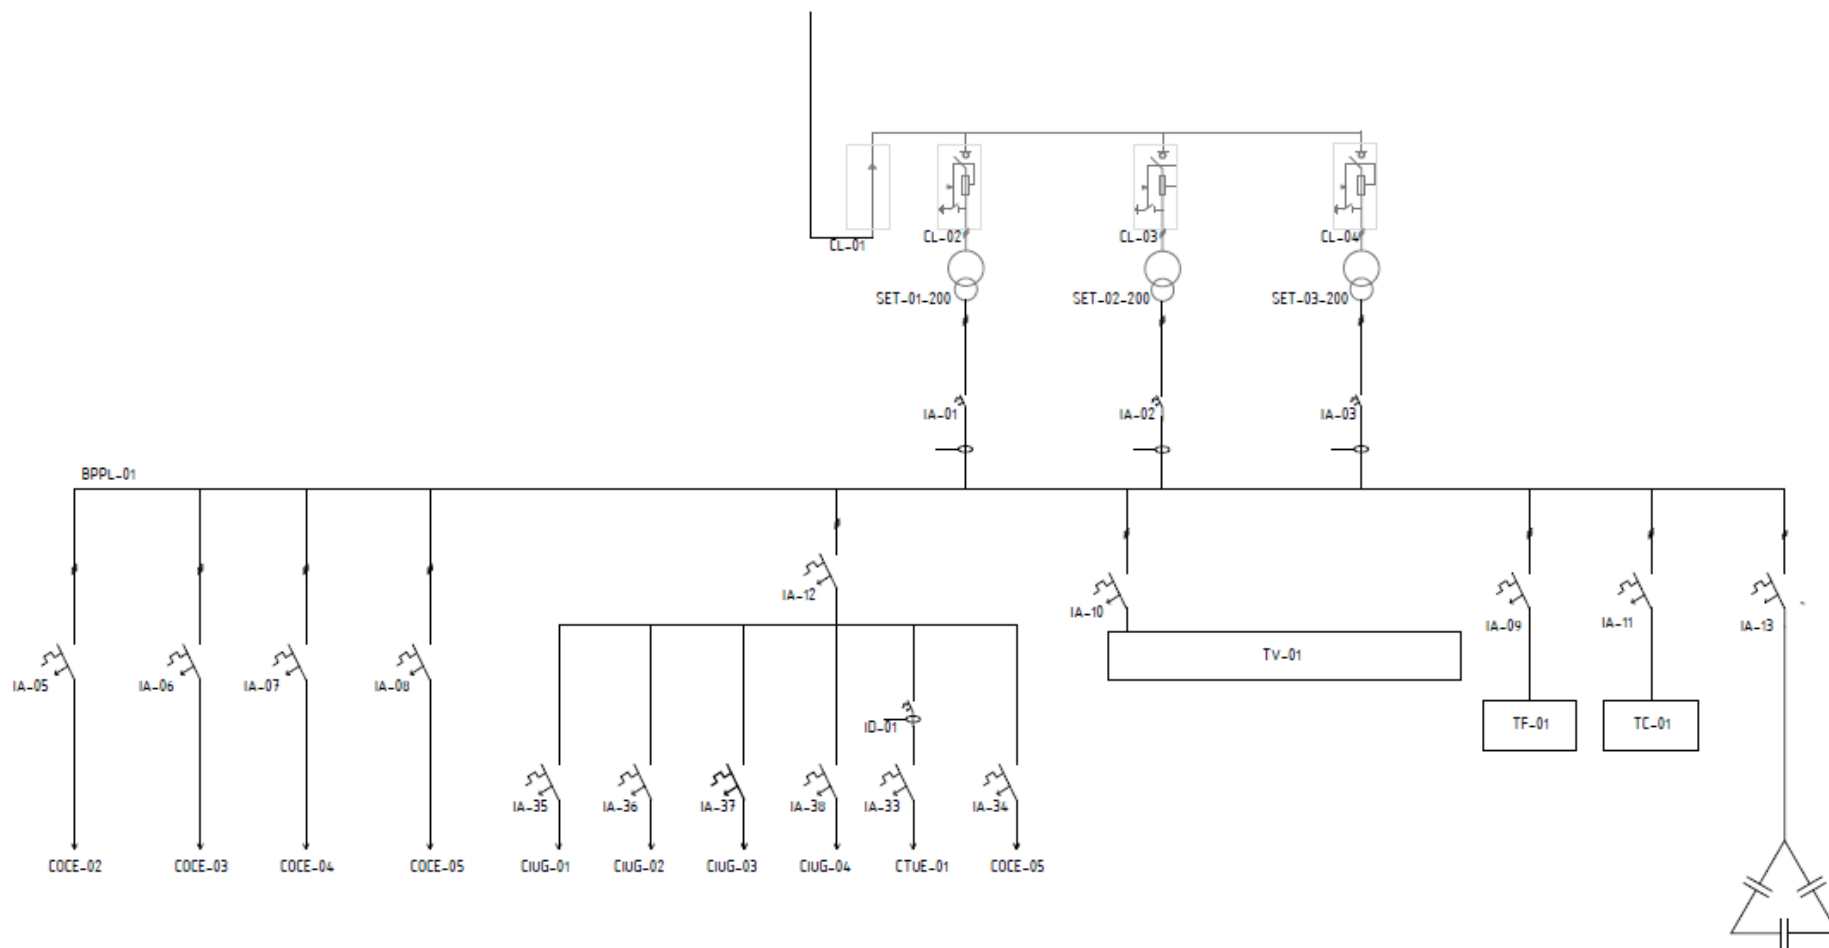 CL-01
CL-02
CL-03
CL-04
SET-01-200
SET-02-200
SET-03-200
IA-01
IA-02
IA-03
BPPL-01
IA-12
IA-10
IA-09
IA-11
IA-13
IA-05
IA-06
IA-07
IA-08
TV-01
ID-01
TF-01
TC-01
IA-35
IA-36
IA-37
IA-38
IA-33
IA-34
COCE-02
COCE-03
COCE-04
COCE-05
CIUG-01
CIUG-02
CIUG-03
CIUG-04
CTUE-01
COCE-05